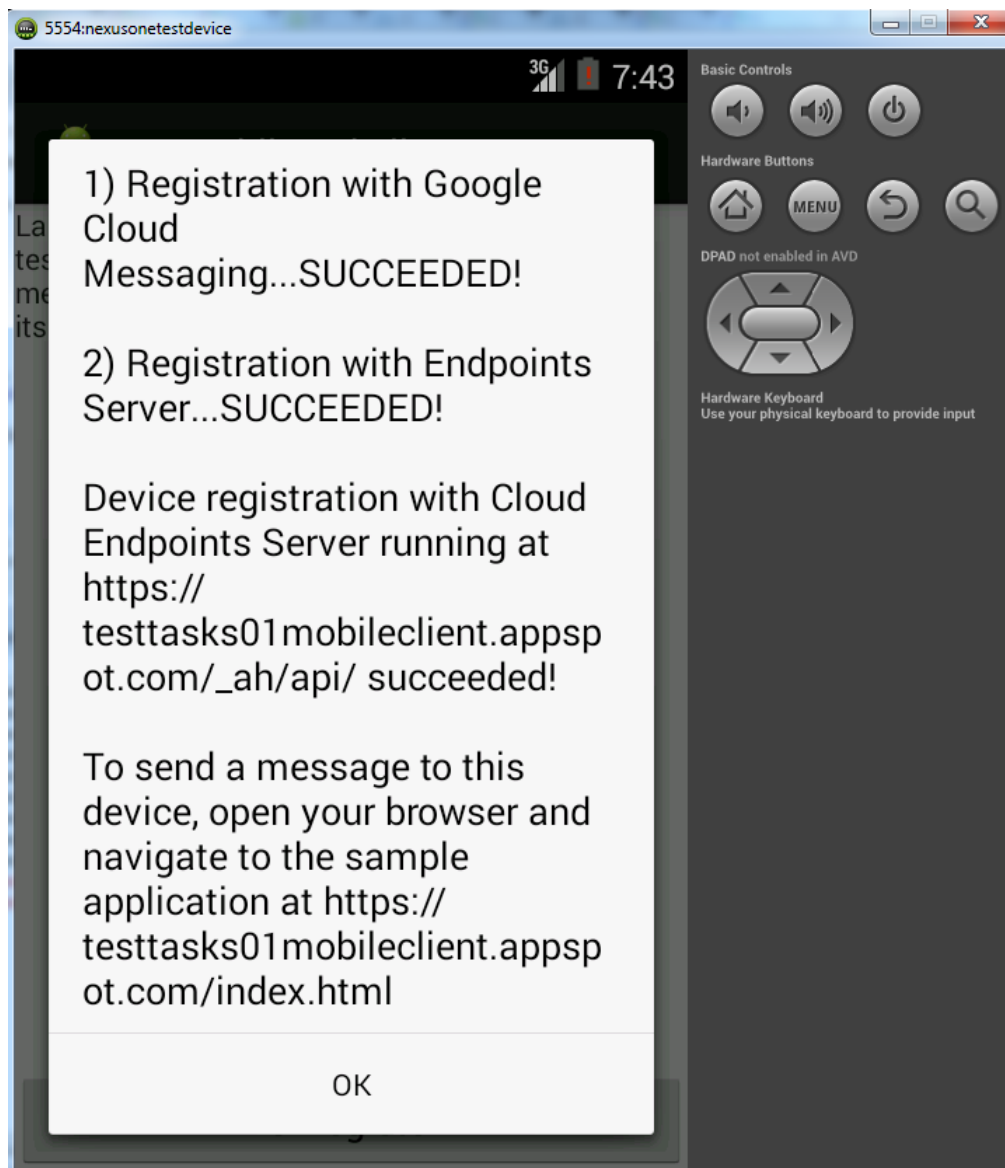 5554:nexusonetestdevice
3G 7:43
Basic Controls
Hardware Buttons
MENU
DPAD not enabled in AVD
Hardware Keyboard
Use your physical keyboard to provide input
La
tes
me
its
1) Registration with Google
Cloud
Messaging...SUCCEEDED!
2) Registration with Endpoints
Server...SUCCEEDED!
Device registration with Cloud
Endpoints Server running at
https://
testtasks01mobileclient.appsp
ot.com/_ah/api/ succeeded!
To send a message to this
device, open your browser and
navigate to the sample
application at https://
testtasks01mobileclient.appsp
ot.com/index.html
OK